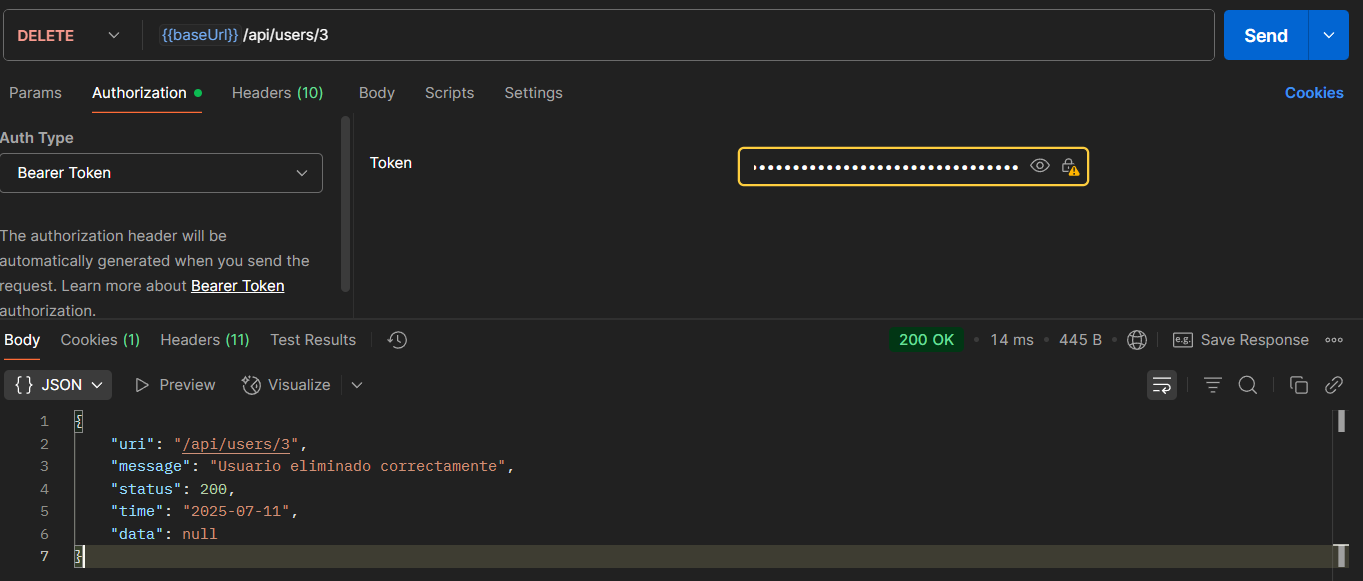 DELETE {{baseUrl}} /api/users/3 Send
Params Authorization Headers (10) Body Scripts Settings Cookies
Auth Type
Bearer Token
Token
The authorization header will be
automatically generated when you send the
request. Learn more about Bearer Token
authorization.
Body Cookies (1) Headers (11) Test Results 200 OK • 14 ms • 445 B • e.g. Save Response
{} JSON Preview Visualize
1 {
2 "uri": "/api/users/3",
3 "message": "Usuario eliminado correctamente",
4 "status": 200,
5 "time": "2025-07-11",
6 "data": null
7 }